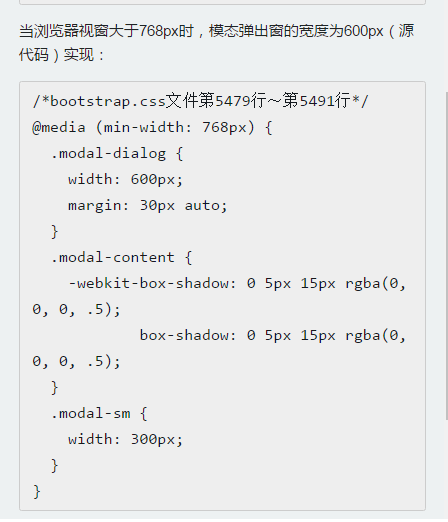 当浏览器视窗大于768px时，模态弹出窗的宽度为600px（源
代码）实现：
/*bootstrap.css文件第5479行～第5491行*/
@media (min-width: 768px) {
  .modal-dialog {
    width: 600px;
    margin: 30px auto;
  }
  .modal-content {
    -webkit-box-shadow: 0 5px 15px rgba(0,
0, 0, .5);
            box-shadow: 0 5px 15px rgba(0,
0, 0, .5);
  }
  .modal-sm {
    width: 300px;
  }
}